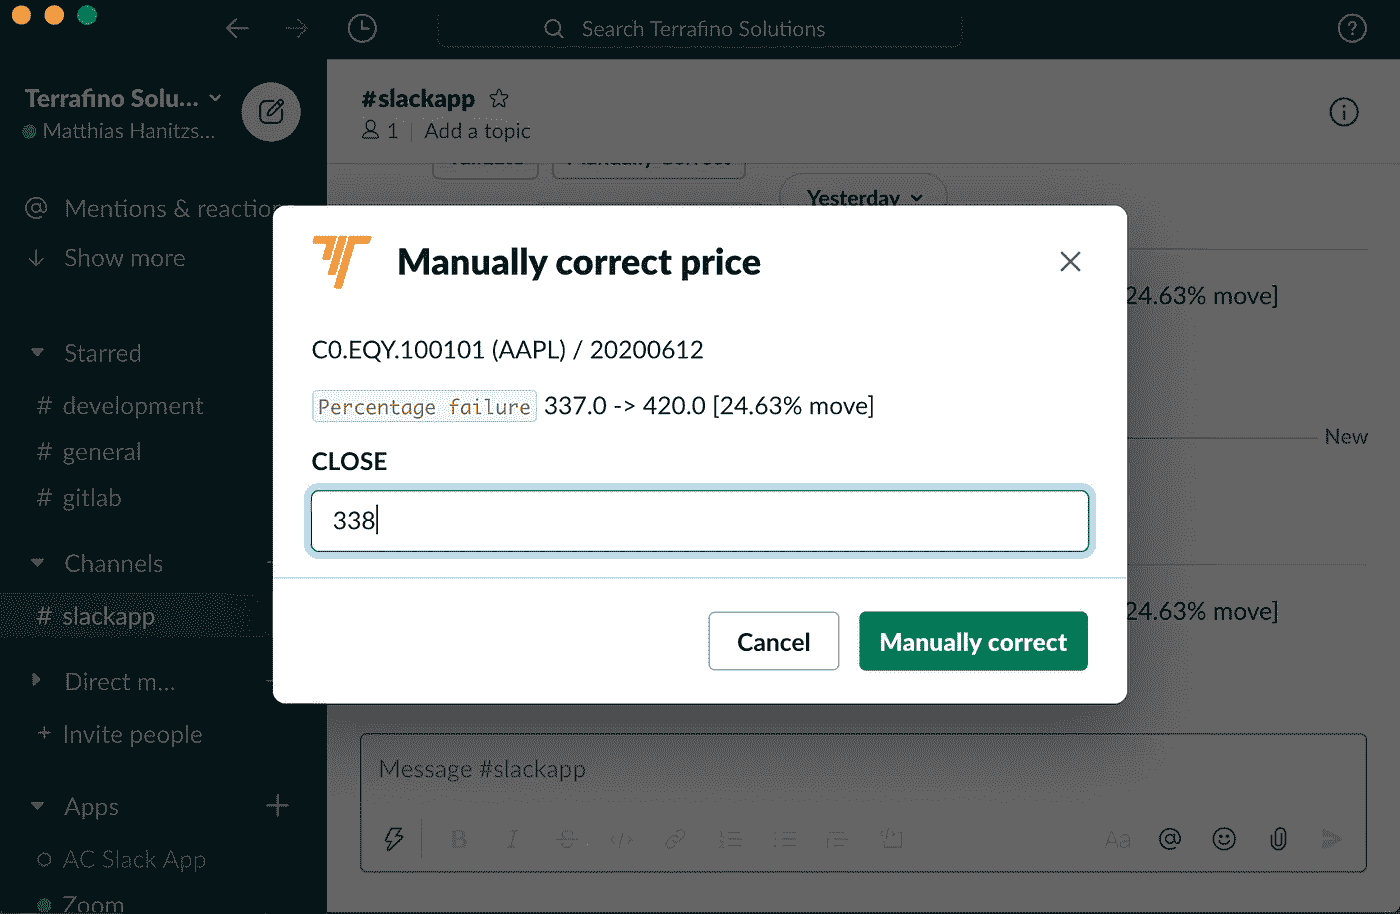 Search Terrafino Solutions
Terrafino Solu...
Matthias Hanitzs...
#slackapp
1 | Add a topic
Manually Correct
Yesterday
@ Mentions & reaction
Show more
24.63% move]
Manually correct price
C0.EQY.100101 (AAPL) / 20200612
Percentage failure 337.0 -> 420.0 [24.63% move]
CLOSE
338
Cancel
Manually correct
Starred
# development
# general
# gitlab
Channels
# slackapp
Direct m...
+ Invite people
Apps +
AC Slack App
Zoom
New
24.63% move]
Message #slackapp
B I S </> Aa @